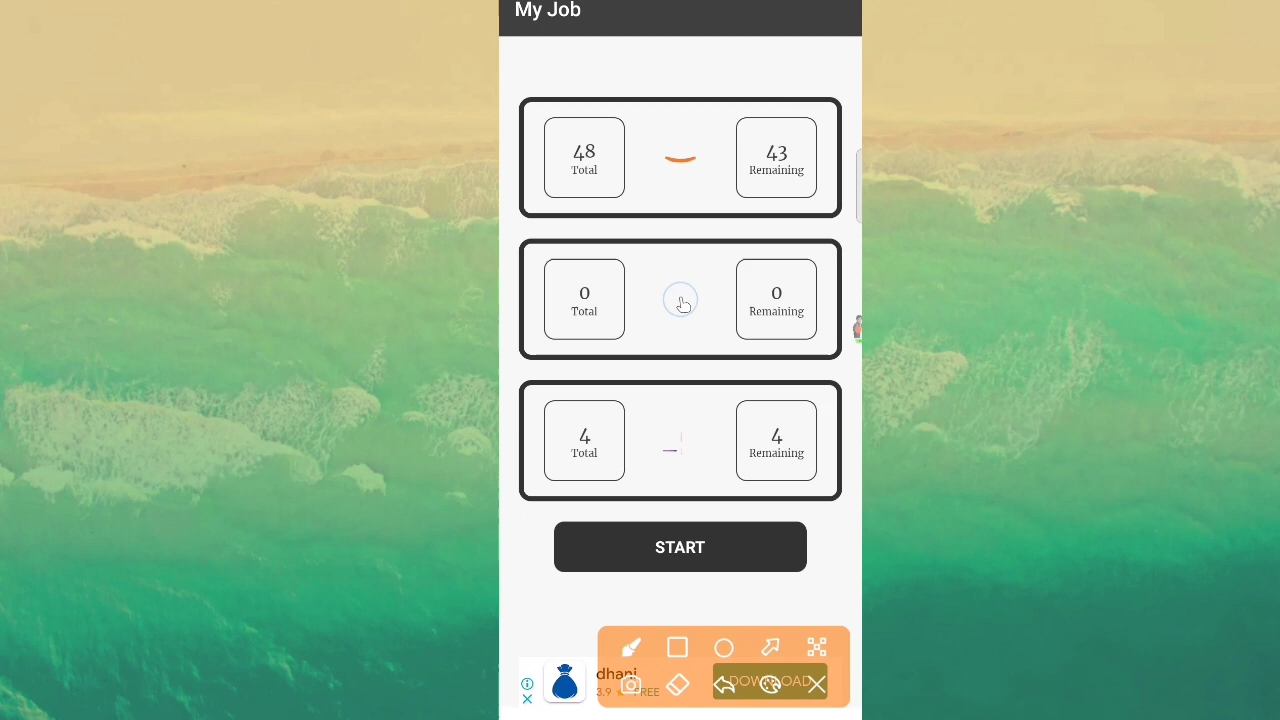 My Job
48
Total
43
Remaining
0
Total
0
Remaining
4
Total
4
Remaining
START
dhani
3.9 FREE
DOWNLOAD